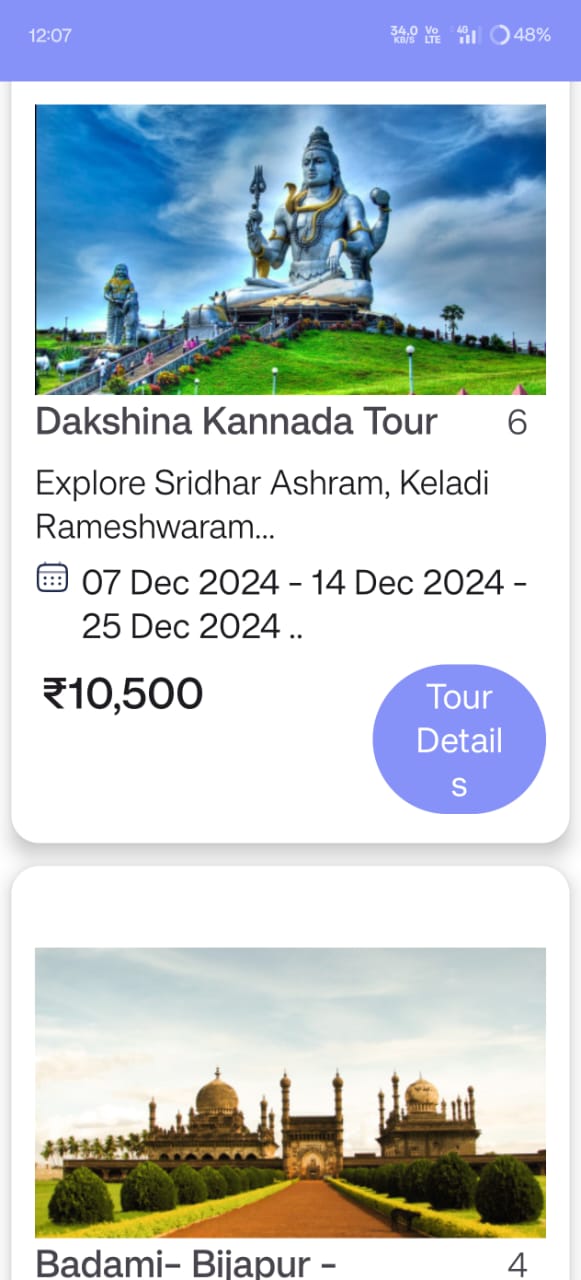 12:07 34.0 KB/S Vo LTE 4G 48%
Dakshina Kannada Tour 6
Explore Sridhar Ashram, Keladi
Rameshwaram...
07 Dec 2024 - 14 Dec 2024 -
25 Dec 2024 ..
₹10,500
Tour
Detail
s
Badami- Bijapur - 4